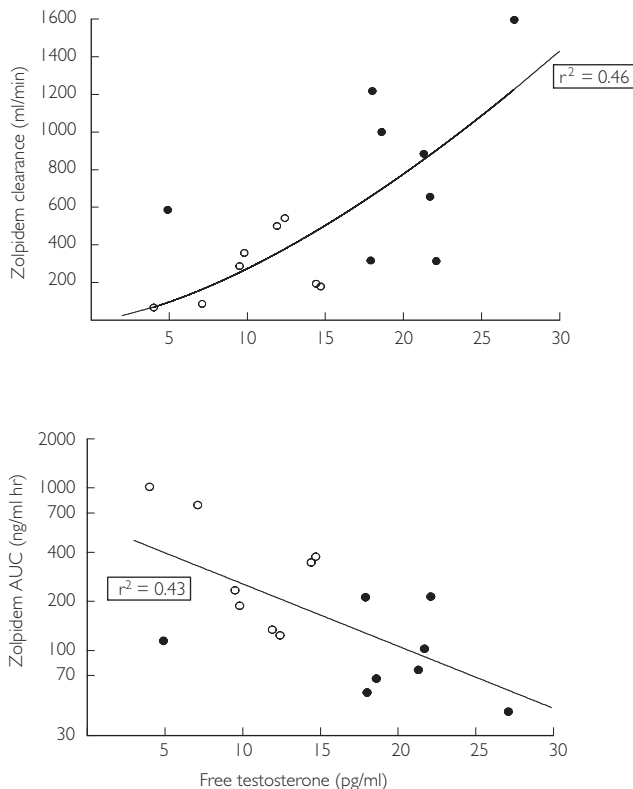 Zolpidem clearance (ml/min)
1600
1400
1200
1000
800
600
400
200
r² = 0.46
5 10 15 20 25 30
Zolpidem AUC (ng/ml hr)
2000
1000
700
400
200
100
70
30
r² = 0.43
5 10 15 20 25 30
Free testosterone (pg/ml)